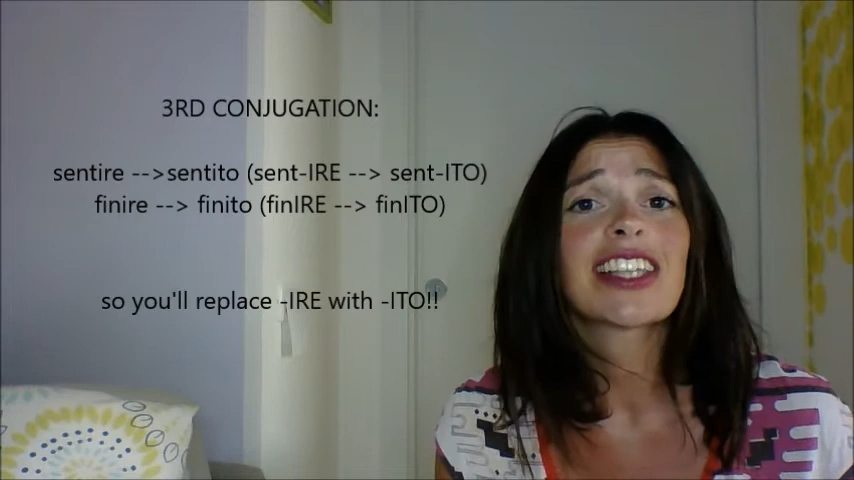 3RD CONJUGATION:
sentire -->sentito (sent-IRE --> sent-ITO)
finire --> finito (finIRE --> finITO)
so you'll replace -IRE with -ITO!!